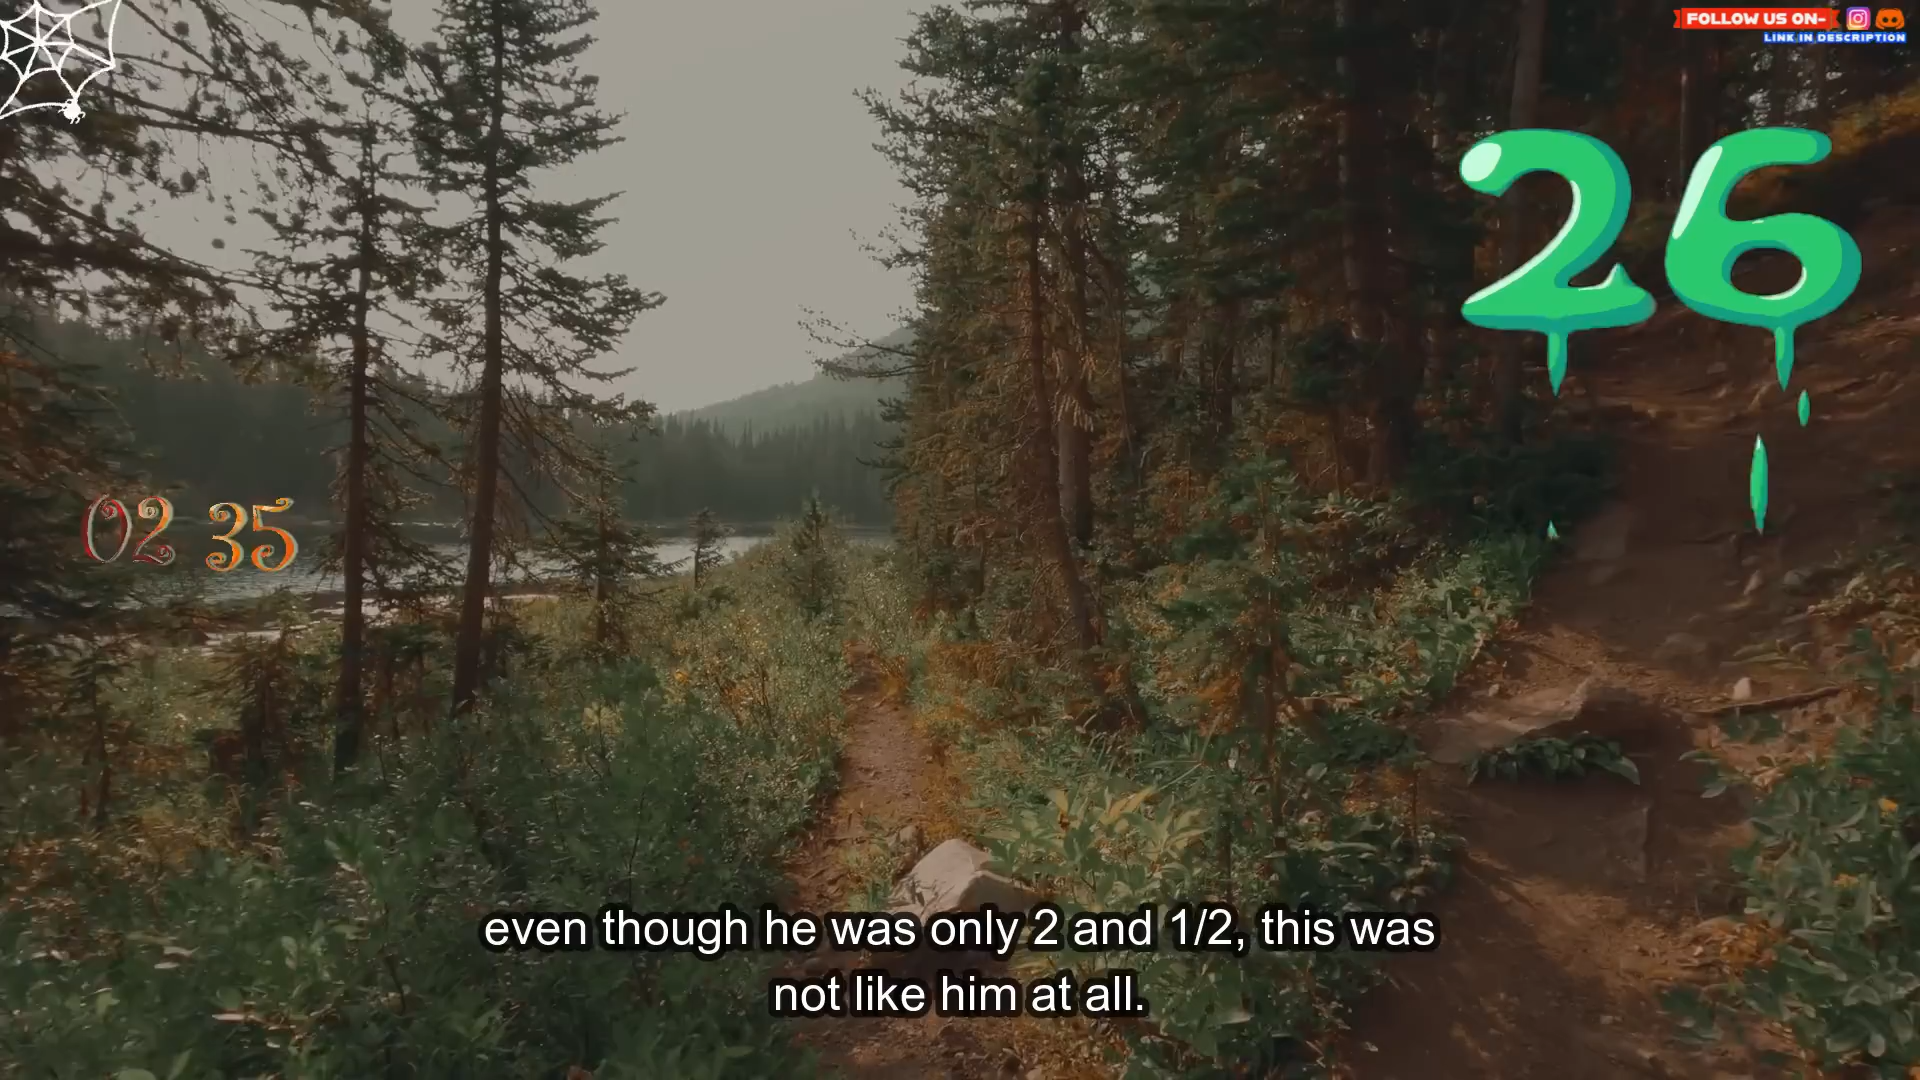 FOLLOW US ON-
LINK IN DESCRIPTION
26
02 35
even though he was only 2 and 1/2, this was
not like him at all.